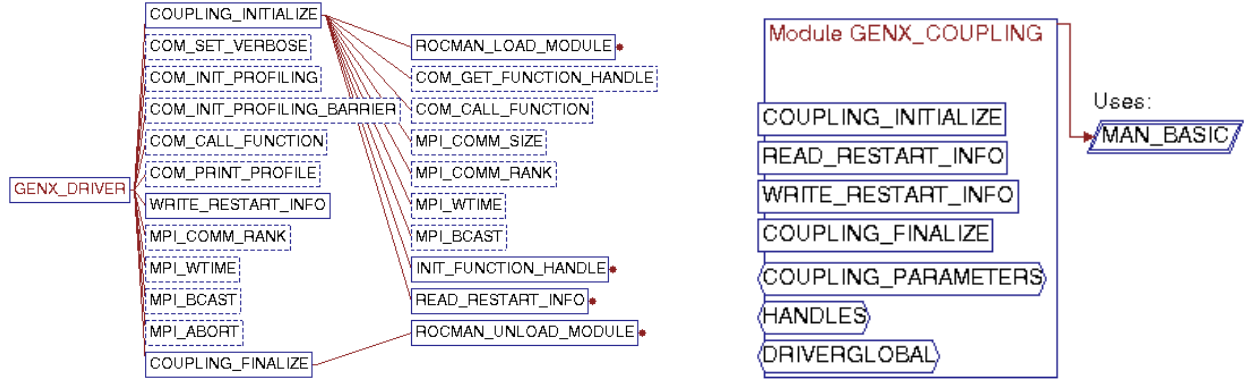 COUPLING_INITIALIZE
COM_SET_VERBOSE
COM_INIT_PROFILING
COM_INIT_PROFILING_BARRIER
COM_CALL_FUNCTION
COM_PRINT_PROFILE
GENX_DRIVER
WRITE_RESTART_INFO
MPI_COMM_RANK
MPI_WTIME
MPI_BCAST
MPI_ABORT
COUPLING_FINALIZE
ROCMAN_LOAD_MODULE
COM_GET_FUNCTION_HANDLE
COM_CALL_FUNCTION
MPI_COMM_SIZE
MPI_COMM_RANK
MPI_WTIME
MPI_BCAST
INIT_FUNCTION_HANDLE
READ_RESTART_INFO
ROCMAN_UNLOAD_MODULE
Module GENX_COUPLING
COUPLING_INITIALIZE
READ_RESTART_INFO
WRITE_RESTART_INFO
COUPLING_FINALIZE
COUPLING_PARAMETERS
HANDLES
DRIVERGLOBAL
Uses:
MAN_BASIC